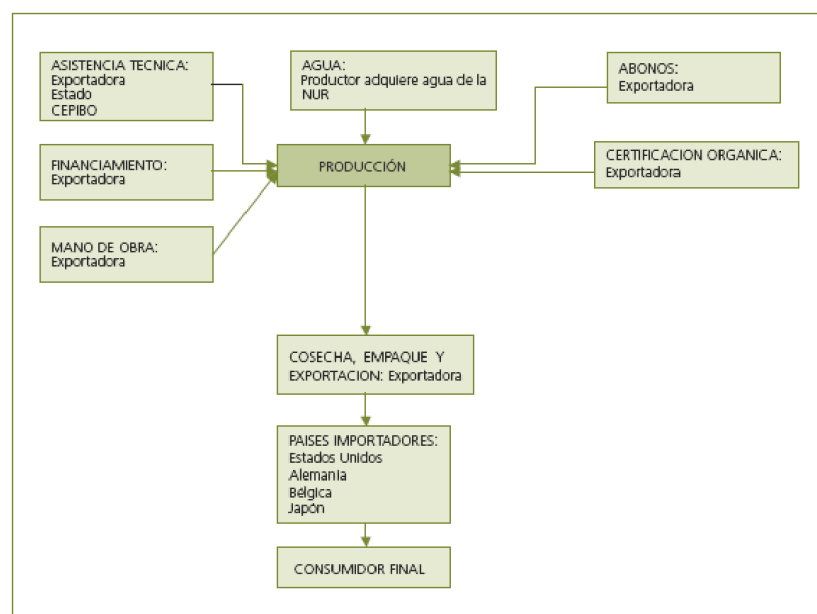 ASISTENCIA TECNICA:
Exportadora
Estado
CEPIBO
AGUA:
Productor adquiere agua de la
NUR
ABONOS:
Exportadora
FINANCIAMIENTO:
Exportadora
PRODUCCIÓN
CERTIFICACION ORGANICA:
Exportadora
MANO DE OBRA:
Exportadora
COSECHA, EMPAQUE Y
EXPORTACION: Exportadora
PAISES IMPORTADORES:
Estados Unidos
Alemania
Bélgica
Japón
CONSUMIDOR FINAL